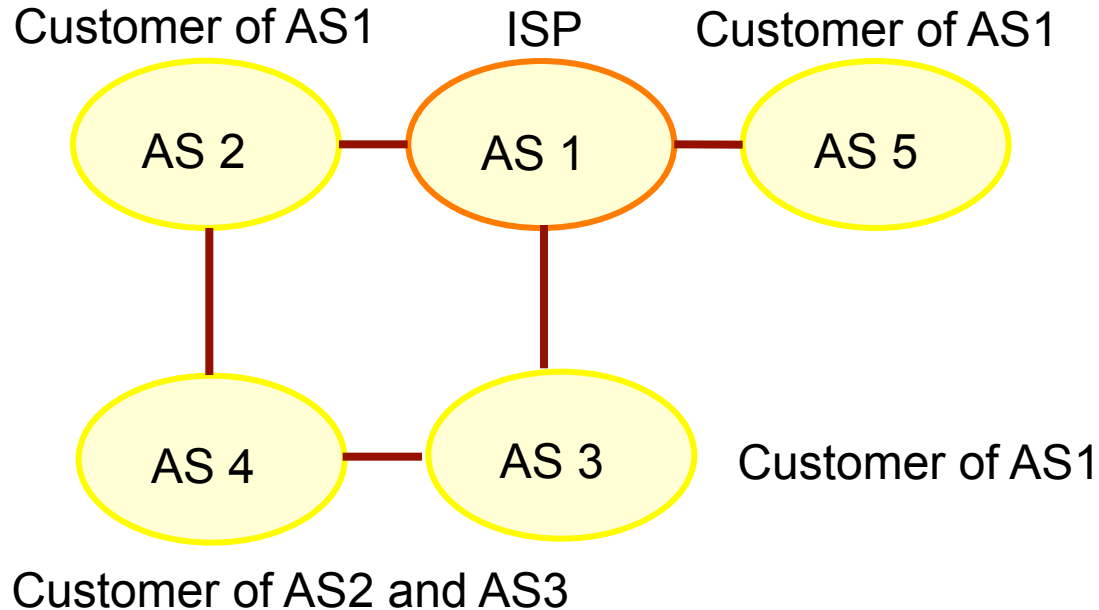 Customer of AS1
ISP
Customer of AS1
AS 2
AS 1
AS 5
AS 4
AS 3
Customer of AS1
Customer of AS2 and AS3